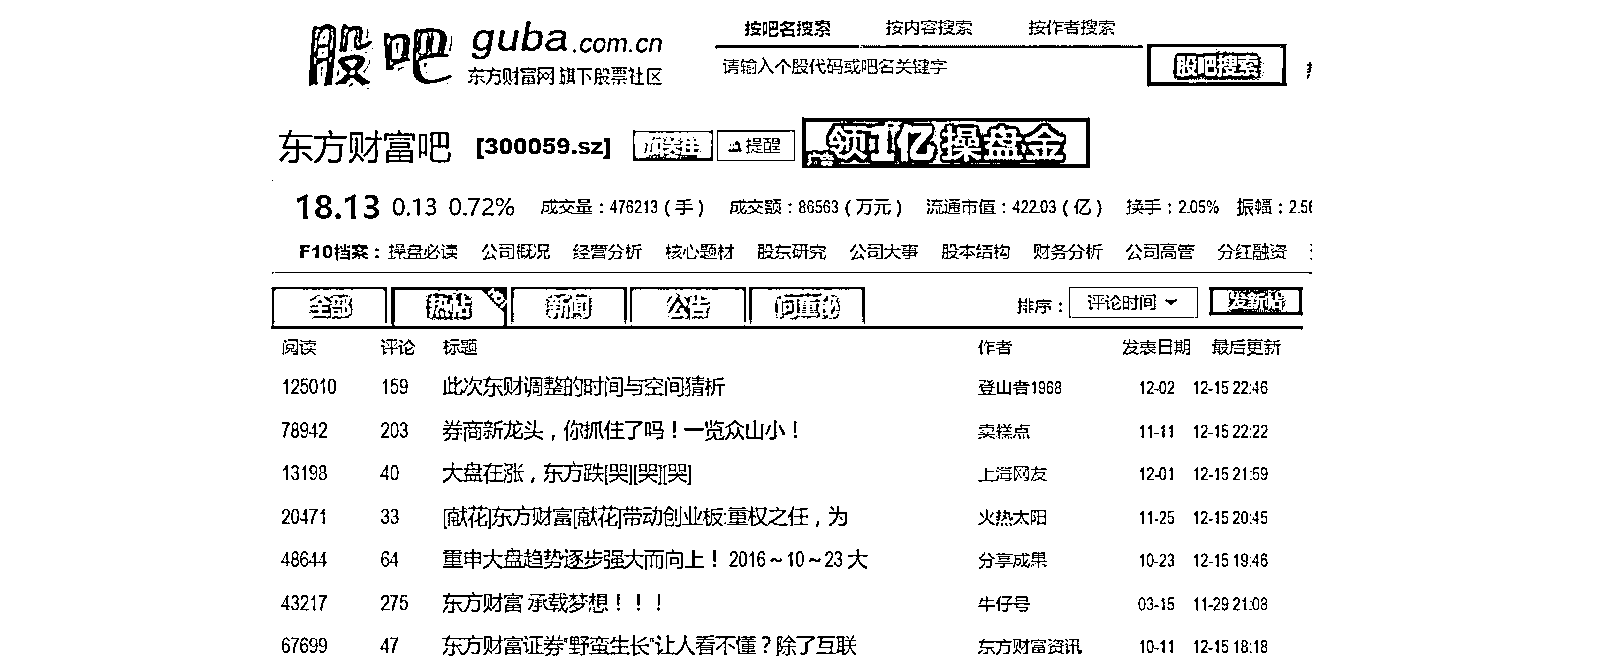 股吧 guba.com.cn
东方财富网旗下股票社区
按吧名搜索 按内容搜索 按作者搜索
请输入个股代码或吧名关键字 股吧搜索
东方财富吧 [300059.sz] 加关注 提醒 领1亿操盘金
18.13 0.13 0.72% 成交量：476213（手） 成交额：86563（万元） 流通市值：422.03（亿） 换手：2.05% 振幅：2.56
F10档案： 操盘必读 公司概况 经营分析 核心题材 股东研究 公司大事 股本结构 财务分析 公司高管 分红融资
全部 热帖 新闻 公告 问董秘 排序： 评论时间 发新帖
阅读 评论 标题 作者 发表日期 最后更新
125010 159 此次东财调整的时间与空间猜析 登山者1968 12-02 12-15 22:46
78942 203 券商新龙头，你抓住了吗！一览众山小！ 卖糕点 11-11 12-15 22:22
13198 40 大盘在涨，东方跌[哭][哭][哭] 上海网友 12-01 12-15 21:59
20471 33 [献花]东方财富[献花]带动创业板:重权之任，为 火热太阳 11-25 12-15 20:45
48644 64 重申大盘趋势逐步强大而向上！ 2016～10～23 大 分享成果 10-23 12-15 19:46
43217 275 东方财富 承载梦想！！！ 牛仔号 03-15 11-29 21:08
67699 47 东方财富证券"野蛮生长"让人看不懂？除了互联 东方财富资讯 10-11 12-15 18:18